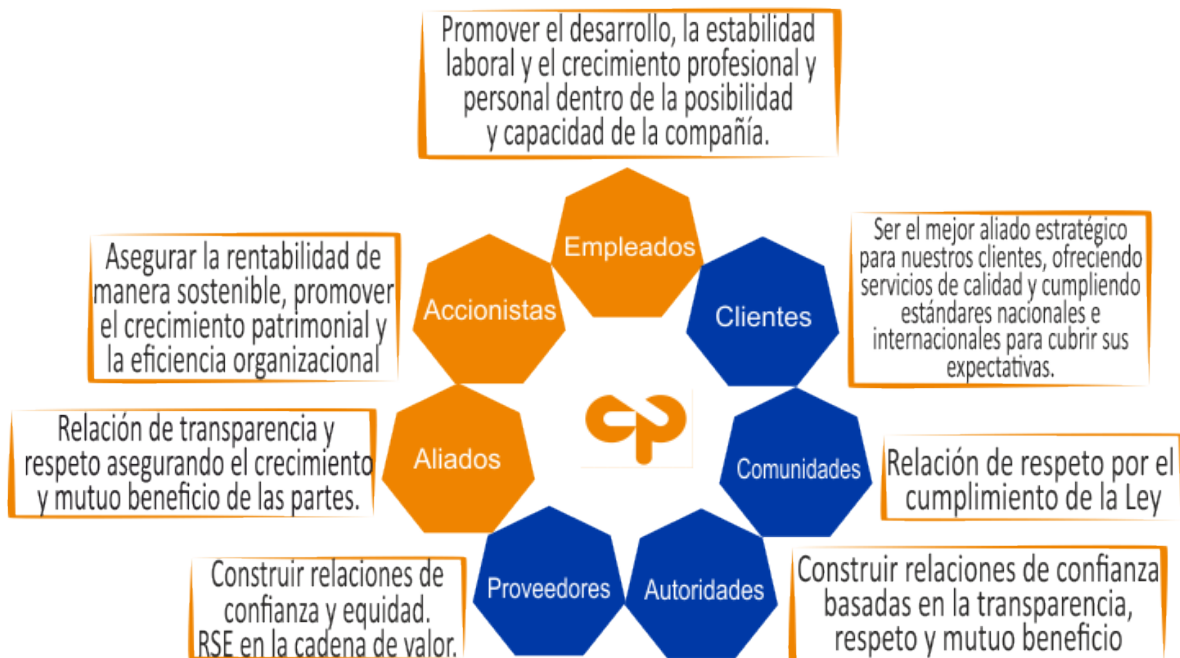 Promover el desarrollo, la estabilidad
laboral y el crecimiento profesional y
personal dentro de la posibilidad
y capacidad de la compañía.
Empleados
Asegurar la rentabilidad de
manera sostenible, promover
el crecimiento patrimonial y
la eficiencia organizacional
Accionistas
Clientes
Ser el mejor aliado estratégico
para nuestros clientes, ofreciendo
servicios de calidad y cumpliendo
estándares nacionales e
internacionales para cubrir sus
expectativas.
Relación de transparencia y
respeto asegurando el crecimiento
y mutuo beneficio de las partes.
Aliados
cp
Comunidades
Relación de respeto por el
cumplimiento de la Ley
Construir relaciones de
confianza y equidad.
RSE en la cadena de valor.
Proveedores
Autoridades
Construir relaciones de confianza
basadas en la transparencia,
respeto y mutuo beneficio